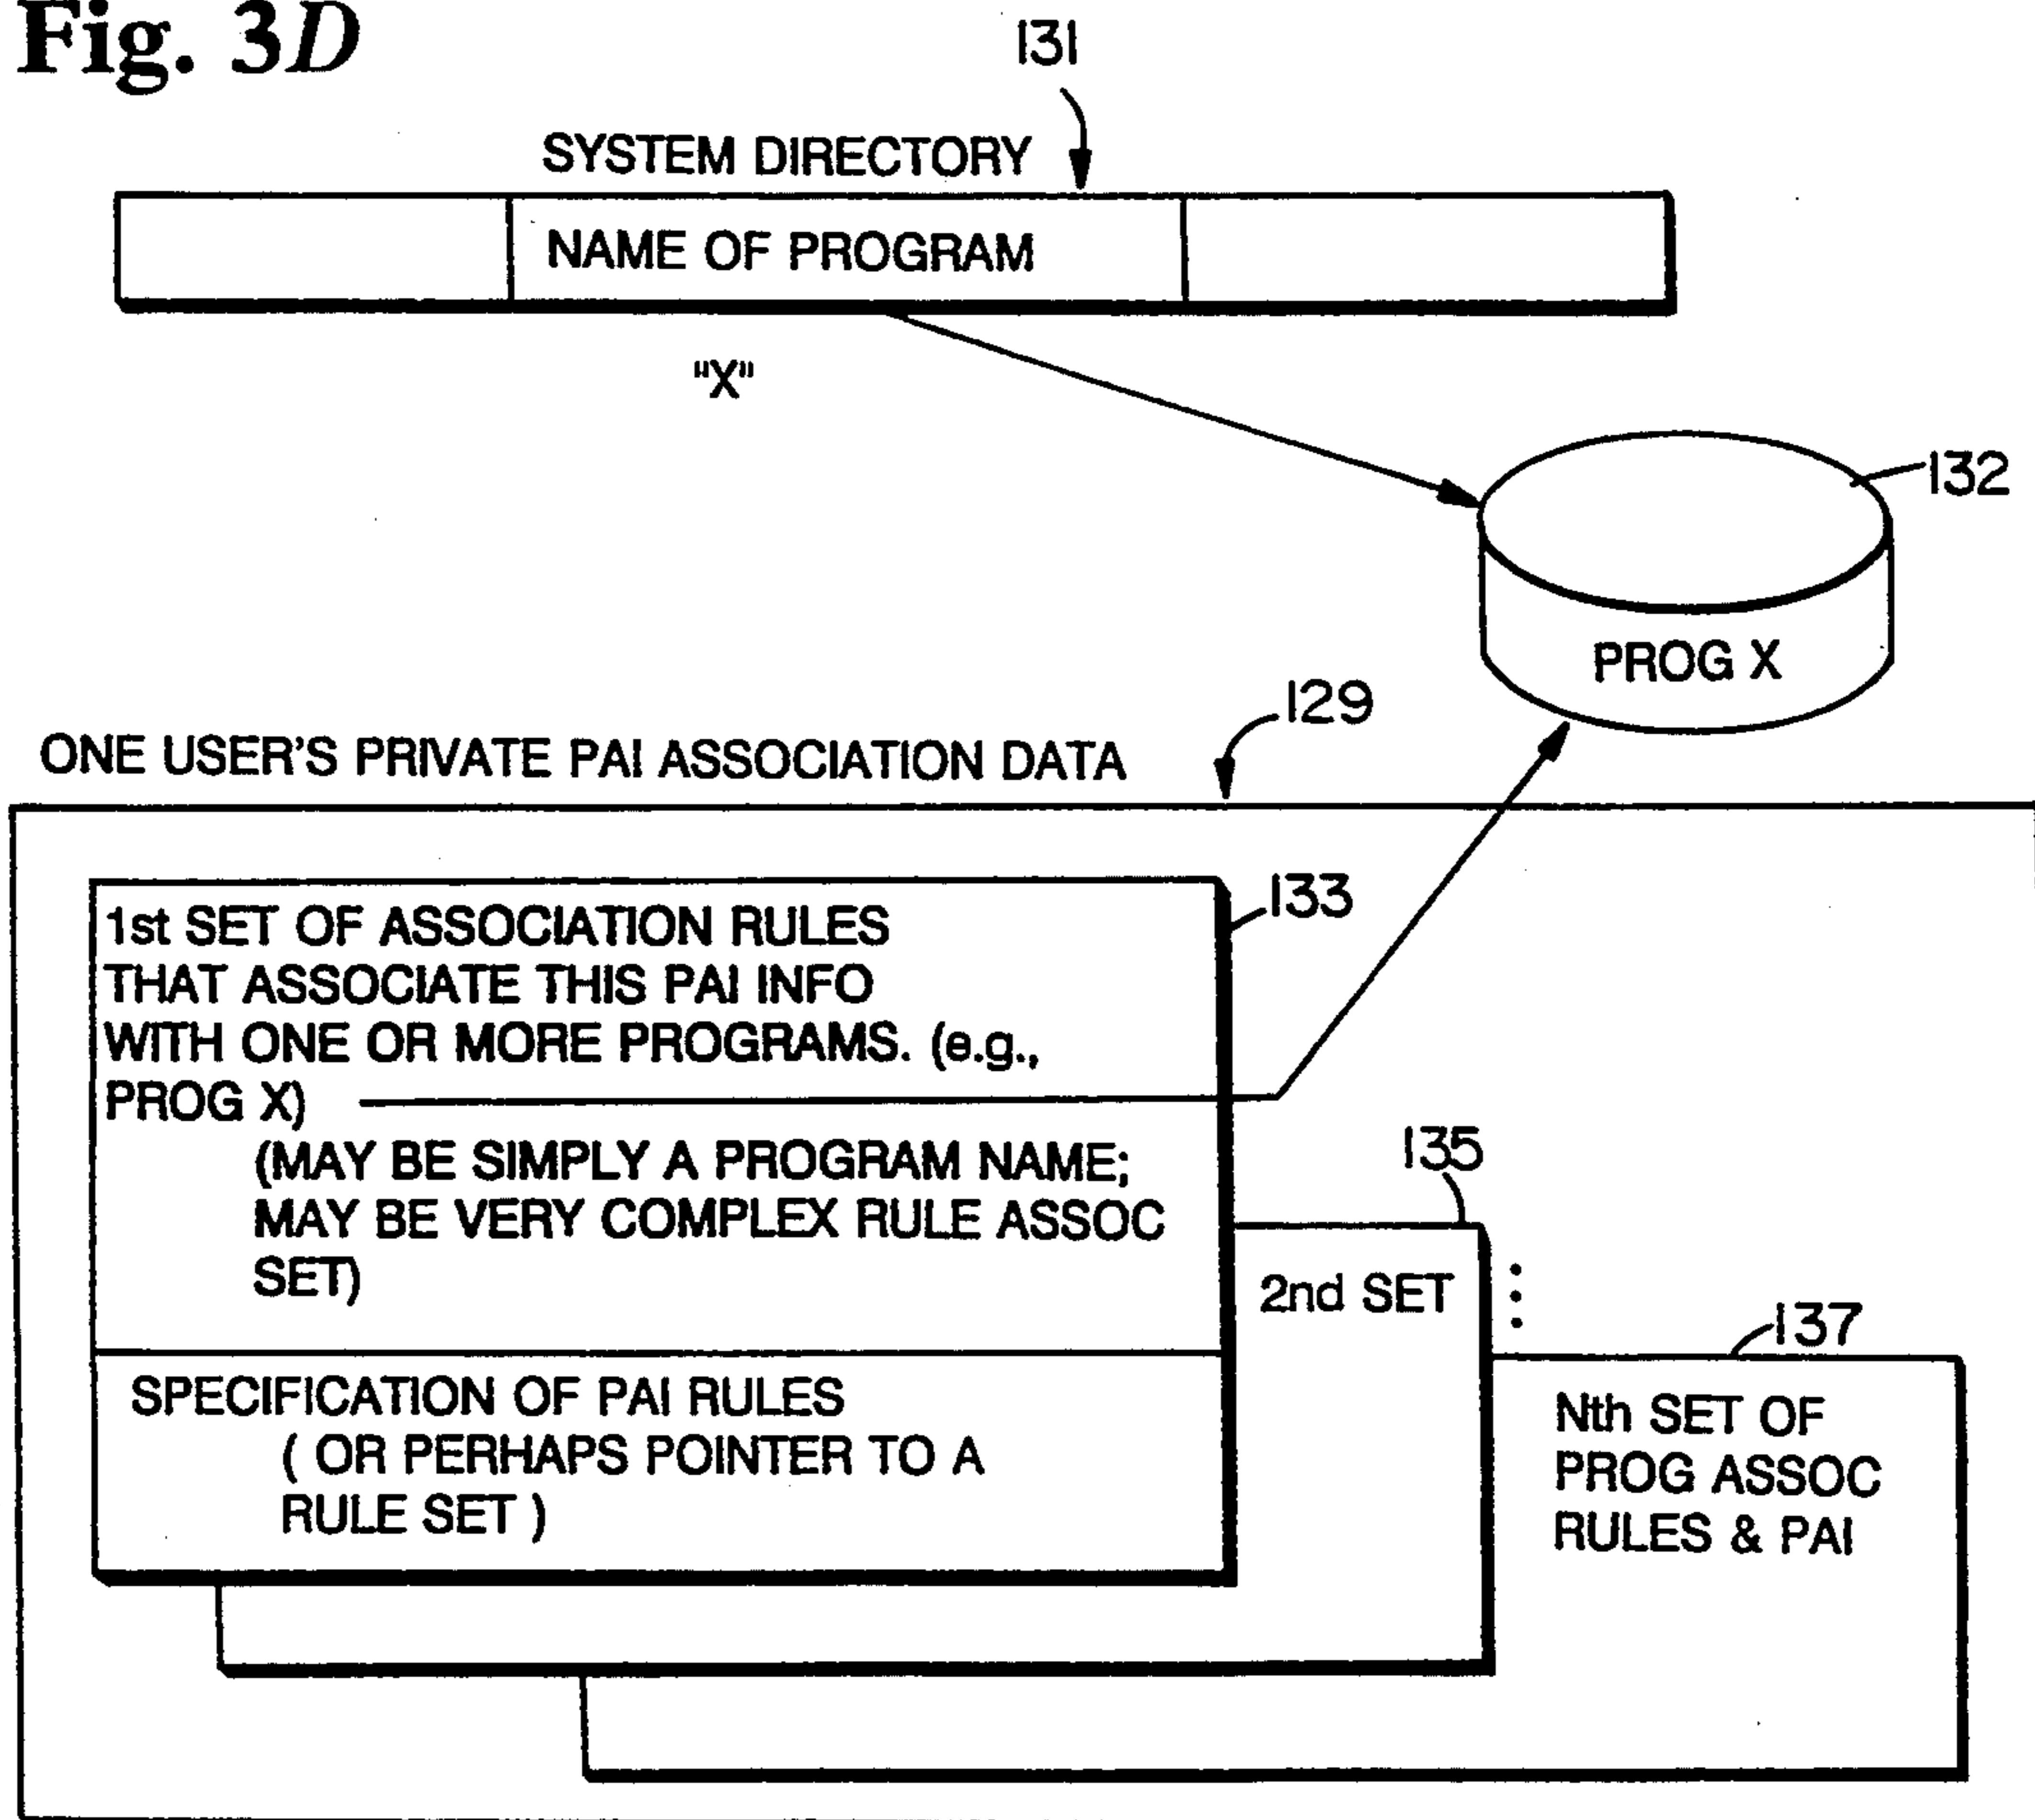 Fig. 3D
131
SYSTEM DIRECTORY
NAME OF PROGRAM
"X"
132
PROG X
129
ONE USER'S PRIVATE PAI ASSOCIATION DATA
133
1st SET OF ASSOCIATION RULES
THAT ASSOCIATE THIS PAI INFO
WITH ONE OR MORE PROGRAMS. (e.g.,
PROG X)
(MAY BE SIMPLY A PROGRAM NAME;
MAY BE VERY COMPLEX RULE ASSOC
SET)
135
2nd SET
137
SPECIFICATION OF PAI RULES
( OR PERHAPS POINTER TO A
RULE SET )
Nth SET OF
PROG ASSOC
RULES & PAI